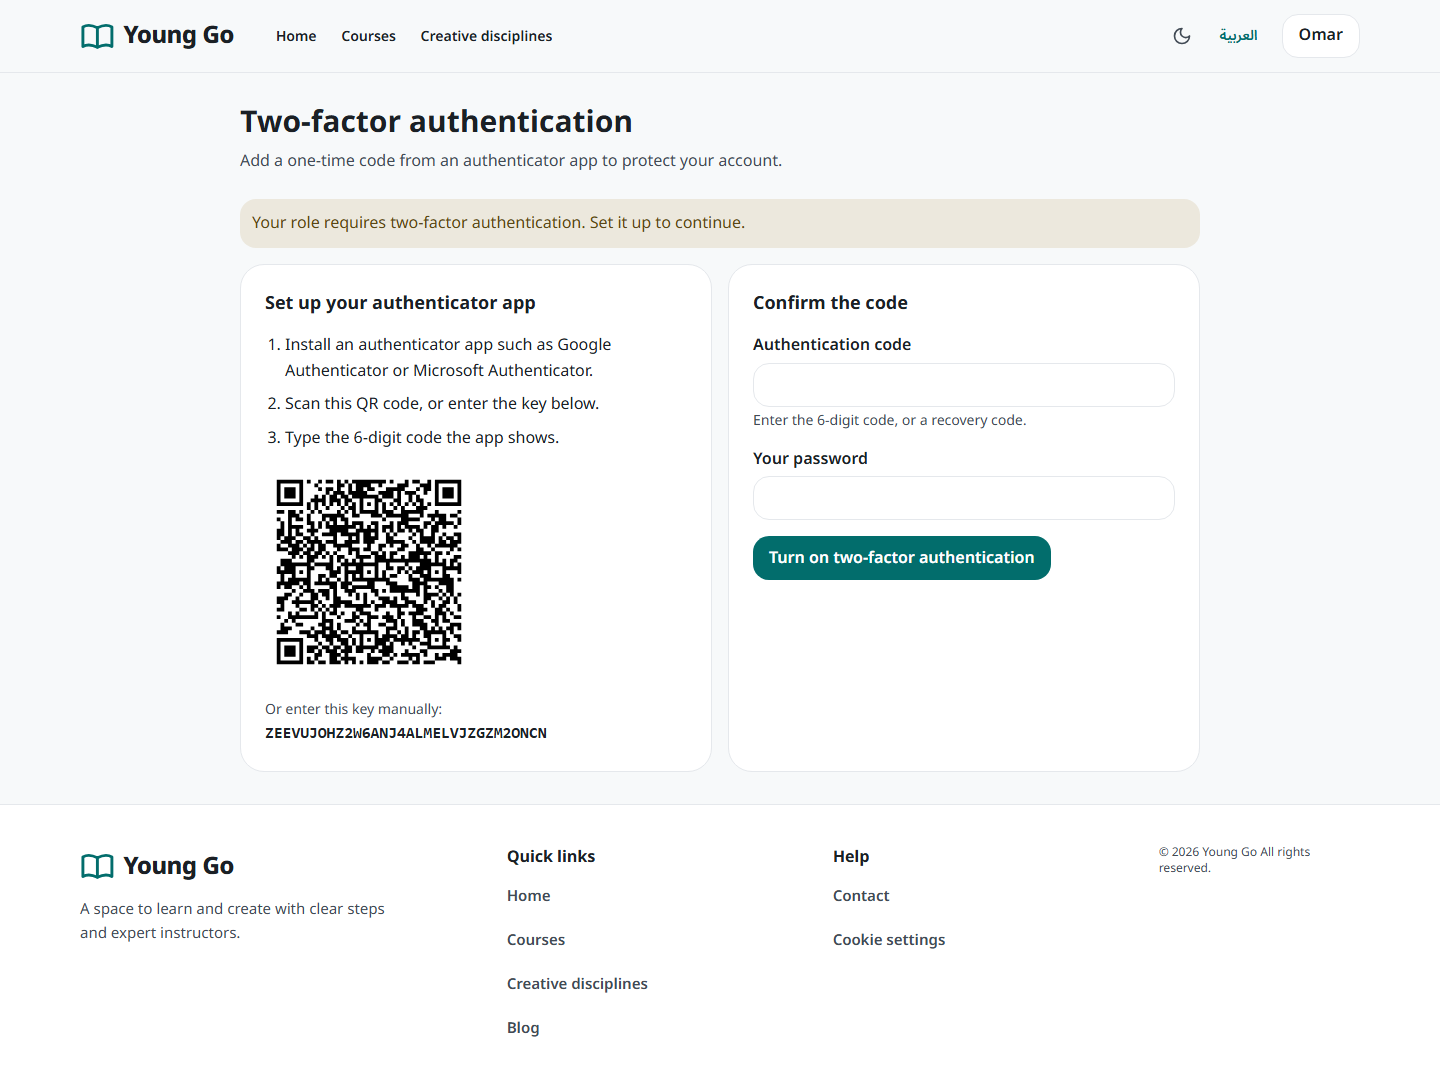 Young Go
Home
Courses
Creative disciplines
العربية
Omar
Two-factor authentication
Add a one-time code from an authenticator app to protect your account.
Your role requires two-factor authentication. Set it up to continue.
Set up your authenticator app
1. Install an authenticator app such as Google
Authenticator or Microsoft Authenticator.
2. Scan this QR code, or enter the key below.
3. Type the 6-digit code the app shows.
Or enter this key manually:
ZEEVUJOHZ2W6ANJ4ALMELVJZGZM2ONCN
Confirm the code
Authentication code
Enter the 6-digit code, or a recovery code.
Your password
Turn on two-factor authentication
Young Go
A space to learn and create with clear steps
and expert instructors.
Quick links
Home
Courses
Creative disciplines
Blog
Help
Contact
Cookie settings
© 2026 Young Go All rights
reserved.